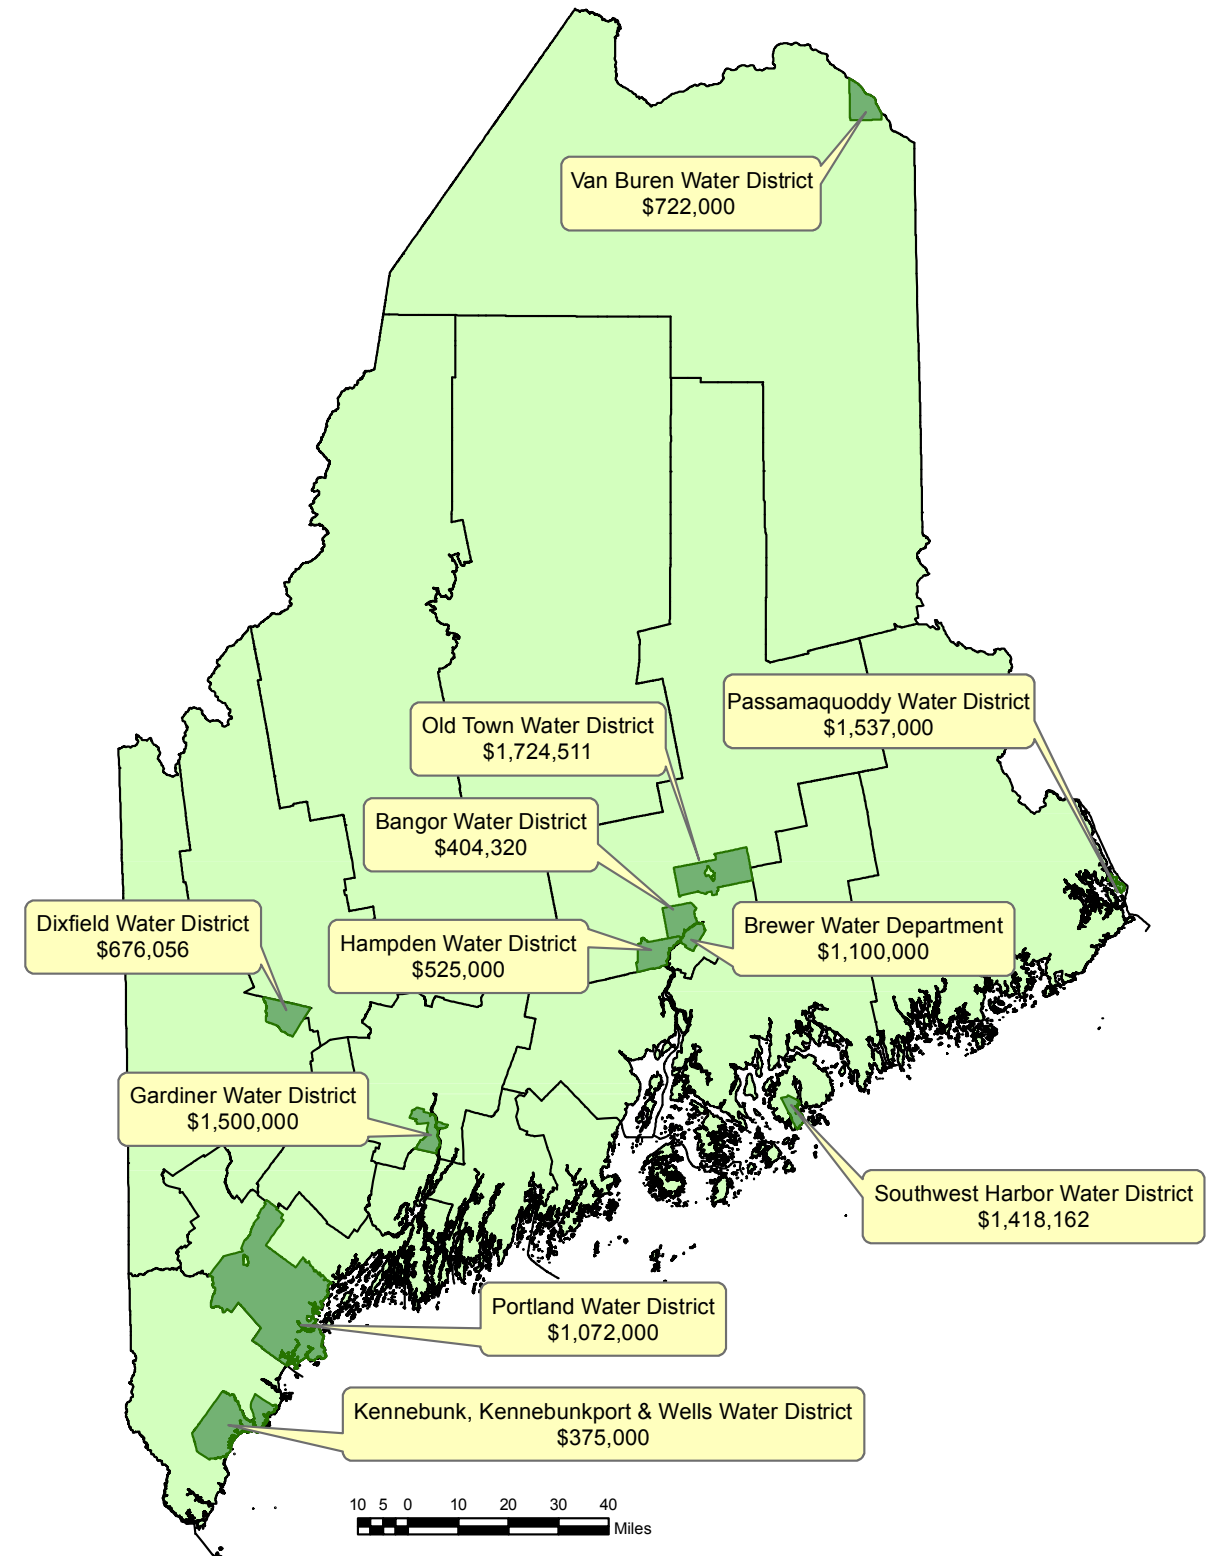 Van Buren Water District
$722,000
Passamaquoddy Water District
$1,537,000
Old Town Water District
$1,724,511
Bangor Water District
$404,320
Dixfield Water District
$676,056
Hampden Water District
$525,000
Brewer Water Department
$1,100,000
Gardiner Water District
$1,500,000
Southwest Harbor Water District
$1,418,162
Portland Water District
$1,072,000
Kennebunk, Kennebunkport & Wells Water District
$375,000
10 5 0 10 20 30 40
Miles